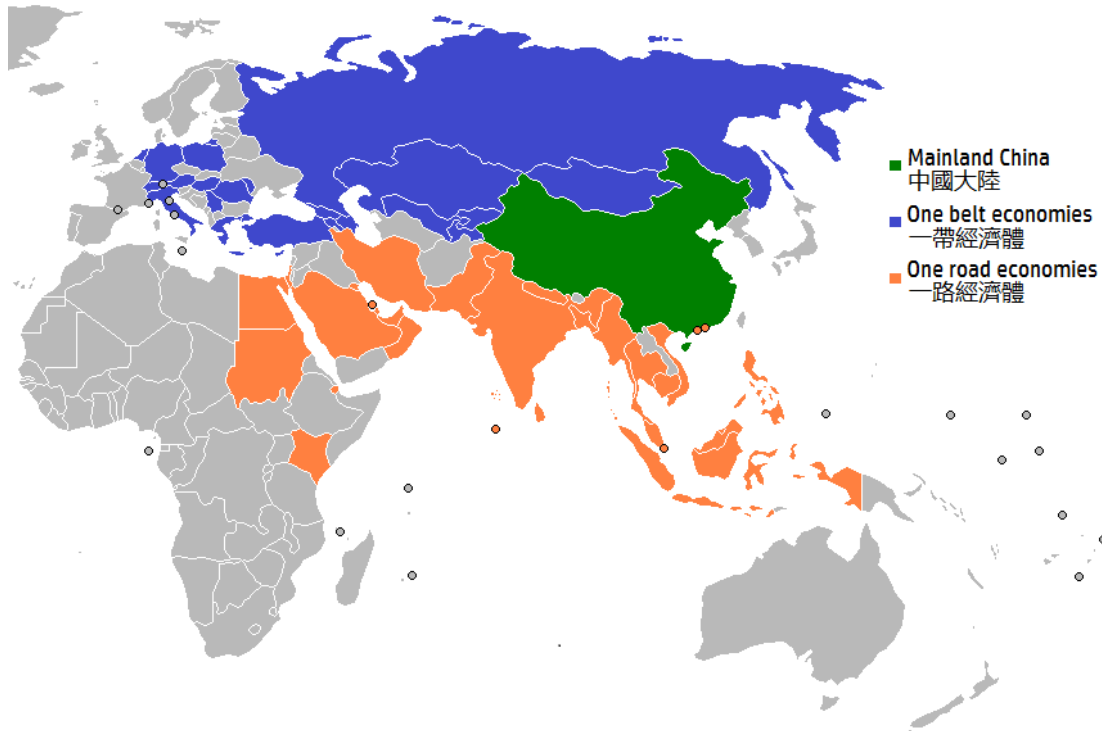 Mainland China
中國大陸
One belt economies
一帶經濟體
One road economies
一路經濟體